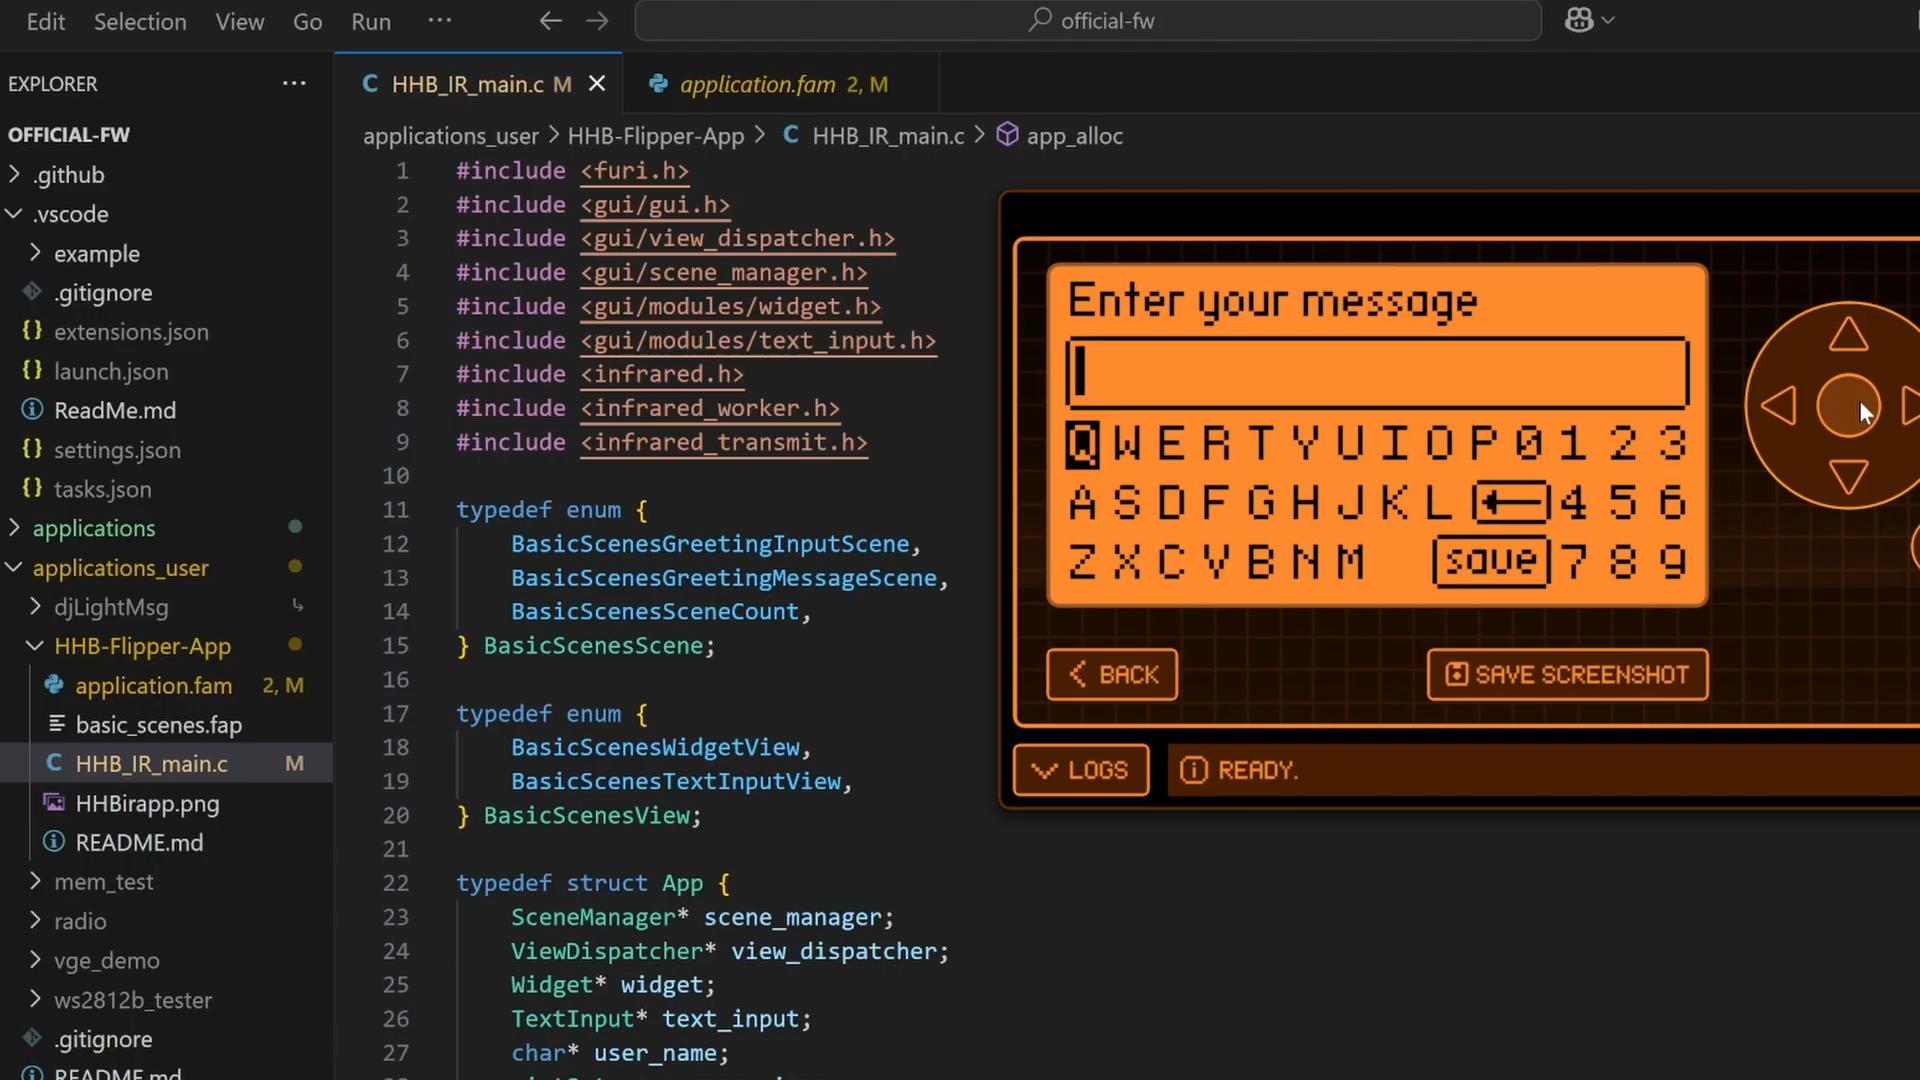 Edit Selection View Go Run ···
official-fw
EXPLORER ···
OFFICIAL-FW
.github
.vscode
example
.gitignore
{} extensions.json
{} launch.json
ReadMe.md
{} settings.json
{} tasks.json
applications
applications_user
djLightMsg
HHB-Flipper-App
application.fam 2, M
basic_scenes.fap
C HHB_IR_main.c M
HHBirapp.png
README.md
mem_test
radio
vge_demo
ws2812b_tester
.gitignore
README.md
C HHB_IR_main.c M
application.fam 2, M
applications_user > HHB-Flipper-App > C HHB_IR_main.c > app_alloc
1 #include <furi.h>
2 #include <gui/gui.h>
3 #include <gui/view_dispatcher.h>
4 #include <gui/scene_manager.h>
5 #include <gui/modules/widget.h>
6 #include <gui/modules/text_input.h>
7 #include <infrared.h>
8 #include <infrared_worker.h>
9 #include <infrared_transmit.h>
10
11 typedef enum {
12 BasicScenesGreetingInputScene,
13 BasicScenesGreetingMessageScene,
14 BasicScenesSceneCount,
15 } BasicScenesScene;
16
17 typedef enum {
18 BasicScenesWidgetView,
19 BasicScenesTextInputView,
20 } BasicScenesView;
21
22 typedef struct App {
23 SceneManager* scene_manager;
24 ViewDispatcher* view_dispatcher;
25 Widget* widget;
26 TextInput* text_input;
27 char* user_name;
Enter your message
Q W E R T Y U I O P 0 1 2 3
A S D F G H J K L 4 5 6
Z X C V B N M save 7 8 9
BACK
SAVE SCREENSHOT
LOGS
READY.